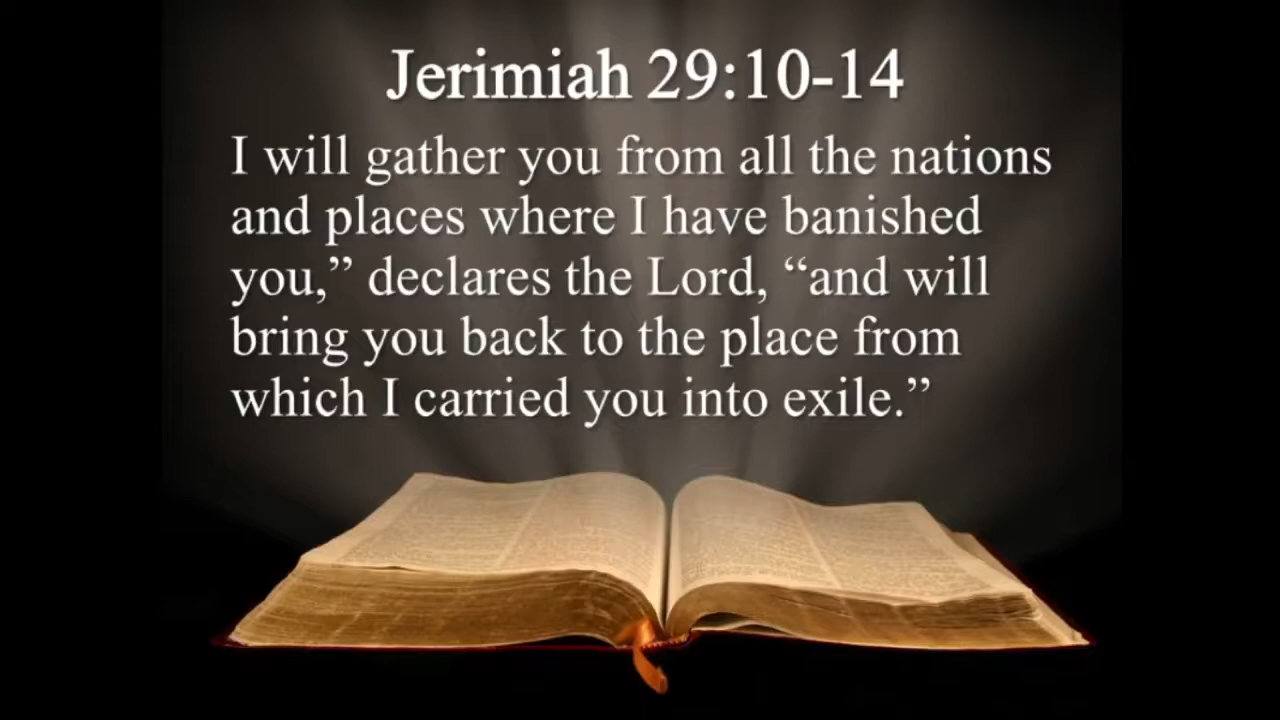 Jerimiah 29:10-14
I will gather you from all the nations
and places where I have banished
you,” declares the Lord, “and will
bring you back to the place from
which I carried you into exile.”